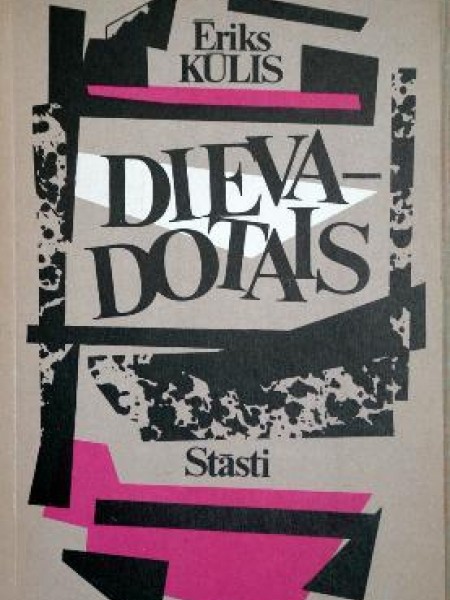 Ēriks
KŪLIS
DIEVA-
DOTAIS
Stāsti